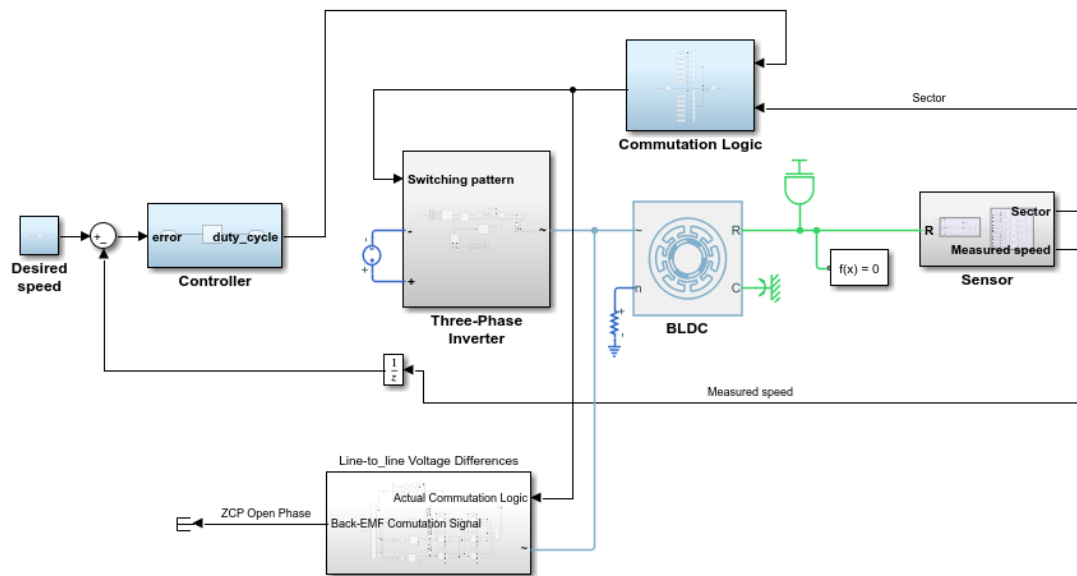 Sector
Commutation Logic
Switching pattern
~
-
+
Three-Phase
Inverter
-
+
+
-
Desired
speed
error
duty_cycle
Controller
~
n
R
C
BLDC
+
-
f(x) = 0
R
Sector
Measured speed
Sensor
1
z
Measured speed
Line-to_line Voltage Differences
Actual Commutation Logic
Back-EMF Comutation Signal
~
ZCP Open Phase